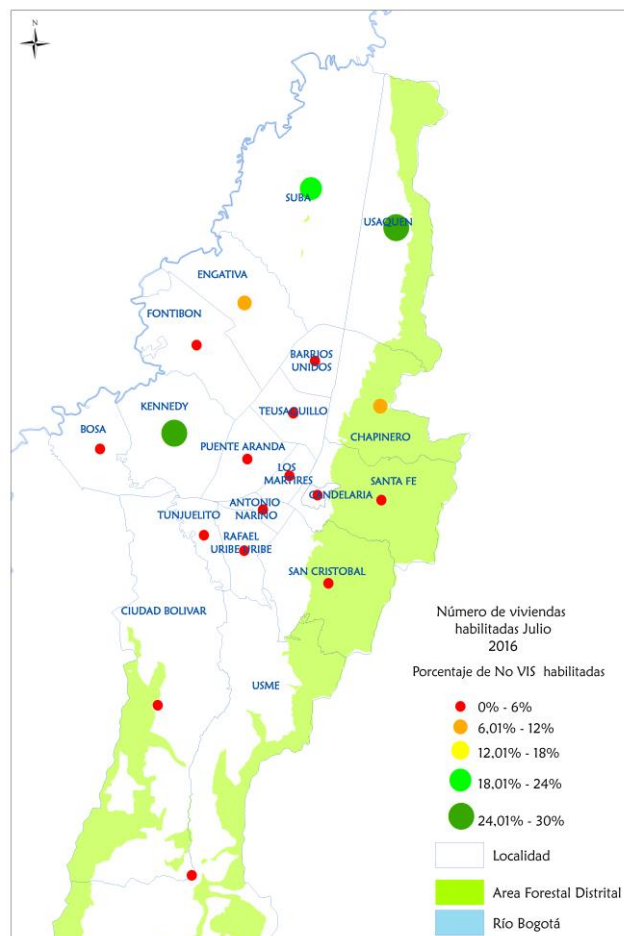 N
SUBA
USAQUEN
ENGATIVA
FONTIBON
BARRIOS
UNIDOS
KENNEDY
TEUSAQUILLO
BOSA
CHAPINERO
PUENTE ARANDA
LOS
MARTIRES
SANTA FE
CANDELARIA
ANTONIO
NARIÑO
TUNJUELITO
RAFAEL
URIBE URIBE
SAN CRISTOBAL
CIUDAD BOLIVAR
USME
Número de viviendas
habilitadas Julio
2016
Porcentaje de No VIS habilitadas
0% - 6%
6,01% - 12%
12,01% - 18%
18,01% - 24%
24,01% - 30%
Localidad
Area Forestal Distrital
Río Bogotá